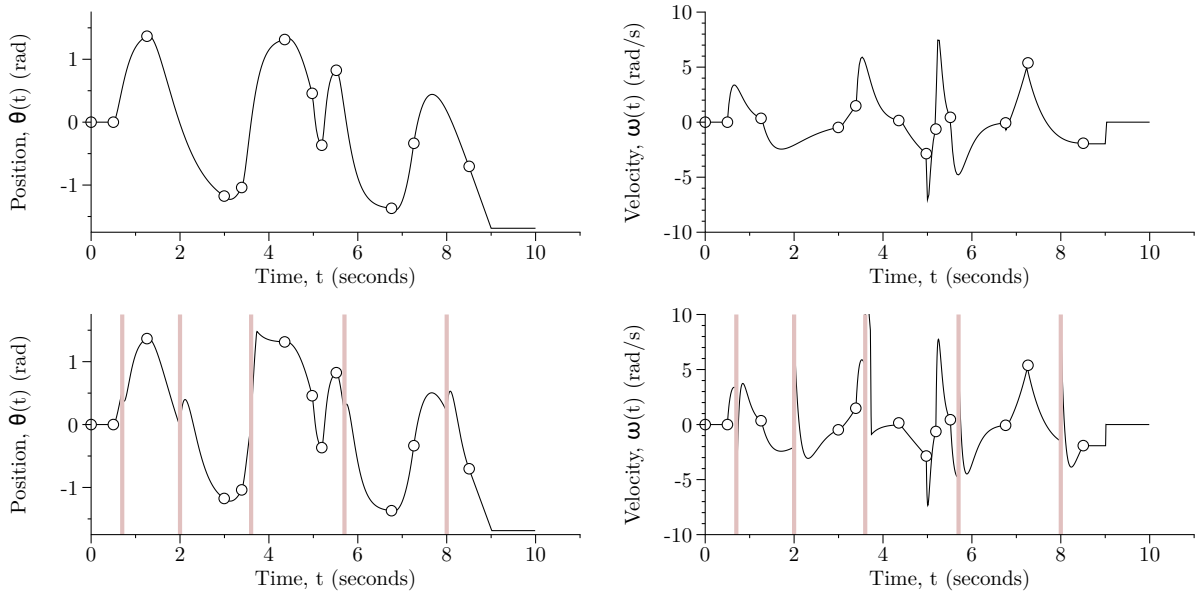 Position, θ(t) (rad)
1
0
-1
0 2 4 6 8 10
Time, t (seconds)
Velocity, ω(t) (rad/s)
10
5
0
-5
-10
0 2 4 6 8 10
Time, t (seconds)
Position, θ(t) (rad)
1
0
-1
0 2 4 6 8 10
Time, t (seconds)
Velocity, ω(t) (rad/s)
10
5
0
-5
-10
0 2 4 6 8 10
Time, t (seconds)